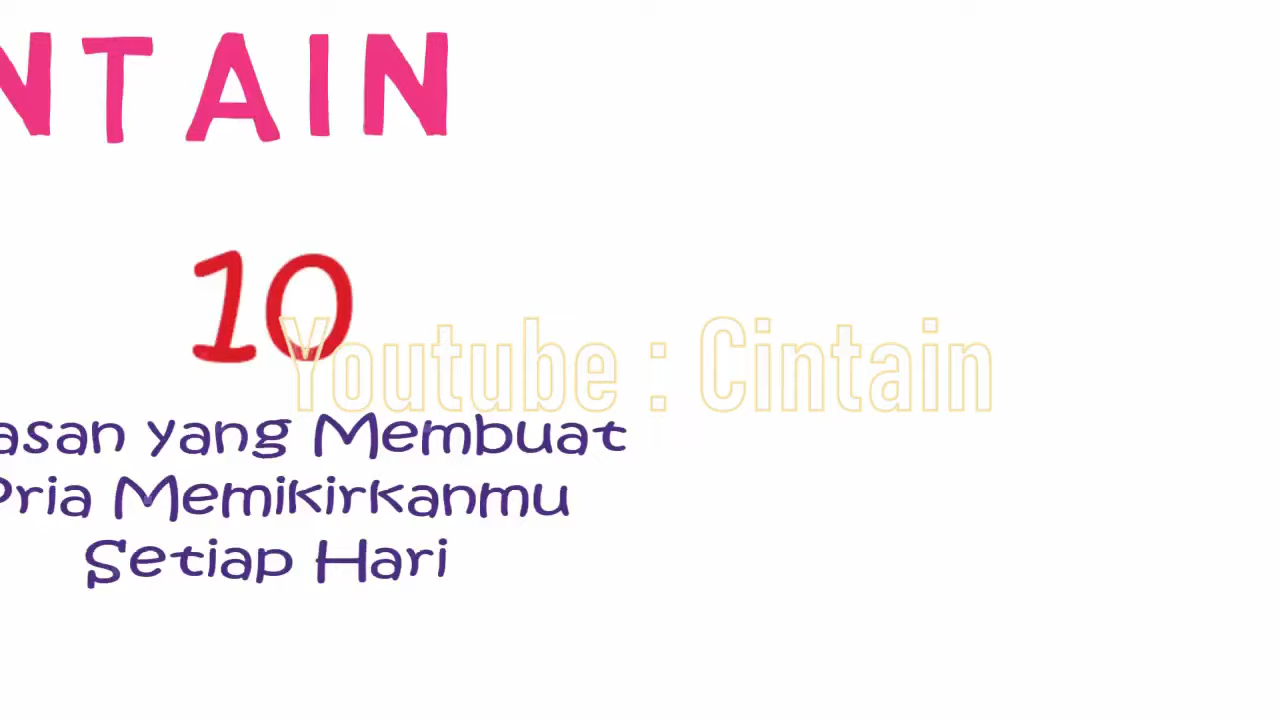 NTAIN
10
Youtube : Cintain
asan yang Membuat
Pria Memikirkanmu
Setiap Hari